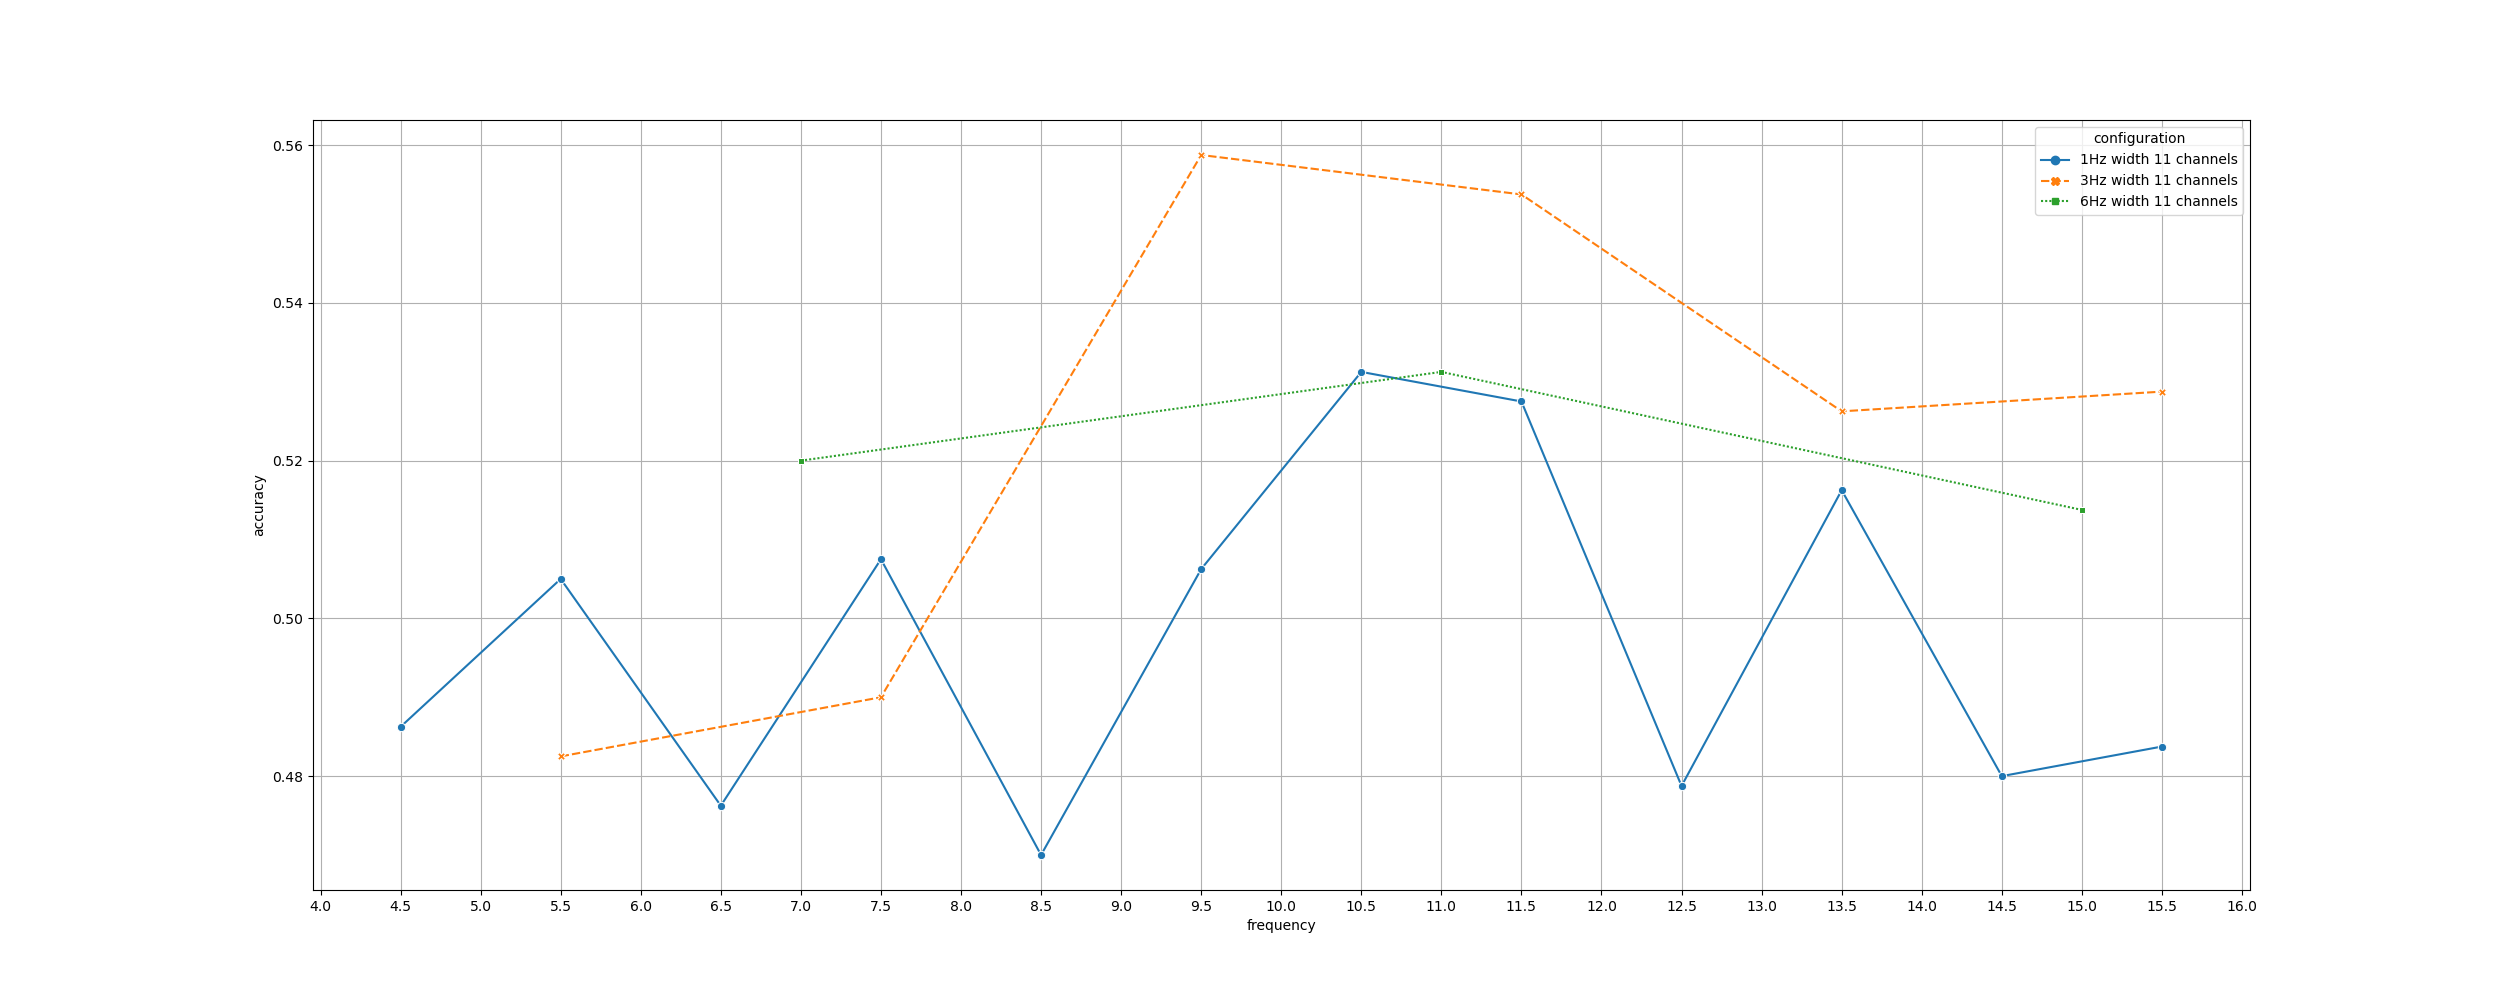 configuration
1Hz width 11 channels
3Hz width 11 channels
6Hz width 11 channels
0.56
0.54
0.52
0.50
0.48
accuracy
4.0 4.5 5.0 5.5 6.0 6.5 7.0 7.5 8.0 8.5 9.0 9.5 10.0 10.5 11.0 11.5 12.0 12.5 13.0 13.5 14.0 14.5 15.0 15.5 16.0
frequency